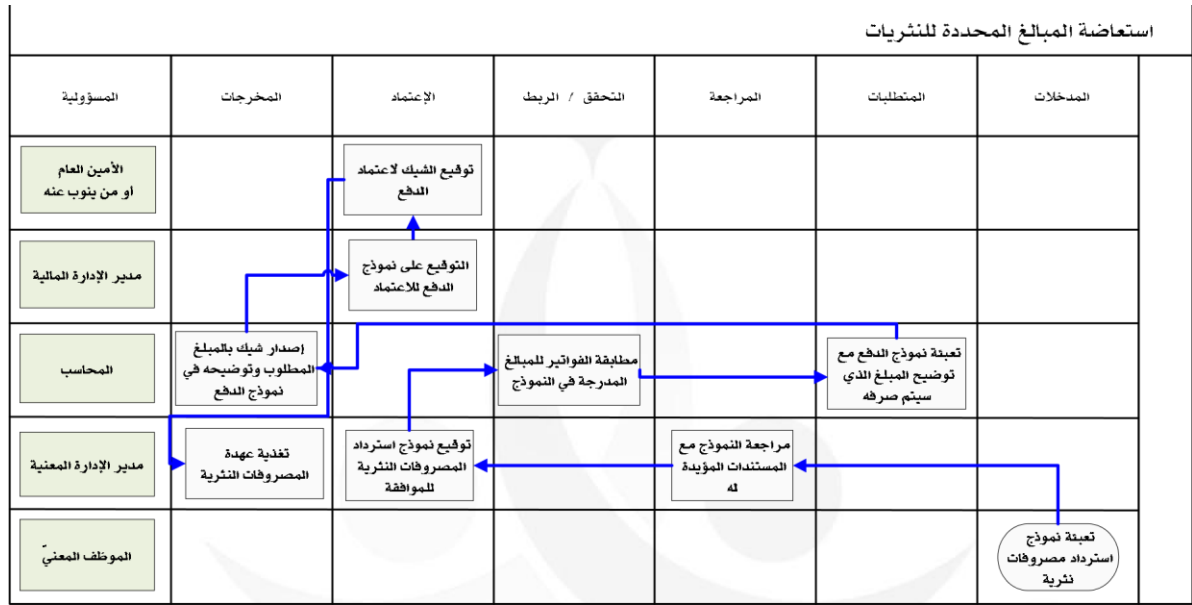 استعاضة المبالغ المحددة للنثريات
المدخلات
المتطلبات
المراجعة
التحقق / الربط
الإعتماد
المخرجات
المسؤولية
توقيع الشيك لاعتماد
الدفع
الأمين العام
أو من ينوب عنه
التوقيع على نموذج
الدفع للاعتماد
مدير الإدارة المالية
تعبئة نموذج الدفع مع
توضيح المبلغ الذي
سيتم صرفه
مطابقة الفواتير للمبالغ
المدرجة في النموذج
إصدار شيك بالمبلغ
المطلوب وتوضيحه في
نموذج الدفع
المحاسب
مراجعة النموذج مع
المستندات المؤيدة
له
توقيع نموذج استرداد
المصروفات النثرية
للموافقة
تغذية عهدة
المصروفات النثرية
مدير الإدارة المعنية
تعبئة نموذج
استرداد مصروفات
نثرية
الموظف المعنيّ